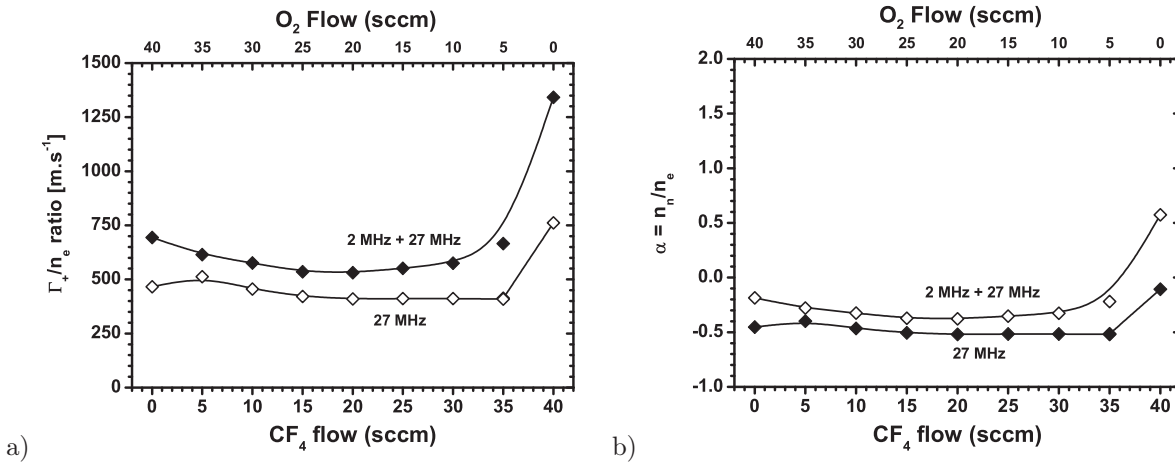 O₂ Flow (sccm)
40 35 30 25 20 15 10 5 0
1500
1250
1000
750
500
250
0
Γ₊/nₑ ratio [m.s⁻¹]
2 MHz + 27 MHz
27 MHz
0 5 10 15 20 25 30 35 40
CF₄ flow (sccm)
a)
O₂ Flow (sccm)
40 35 30 25 20 15 10 5 0
2.0
1.5
1.0
0.5
0.0
-0.5
-1.0
α = nₙ/nₑ
2 MHz + 27 MHz
27 MHz
0 5 10 15 20 25 30 35 40
CF₄ flow (sccm)
b)